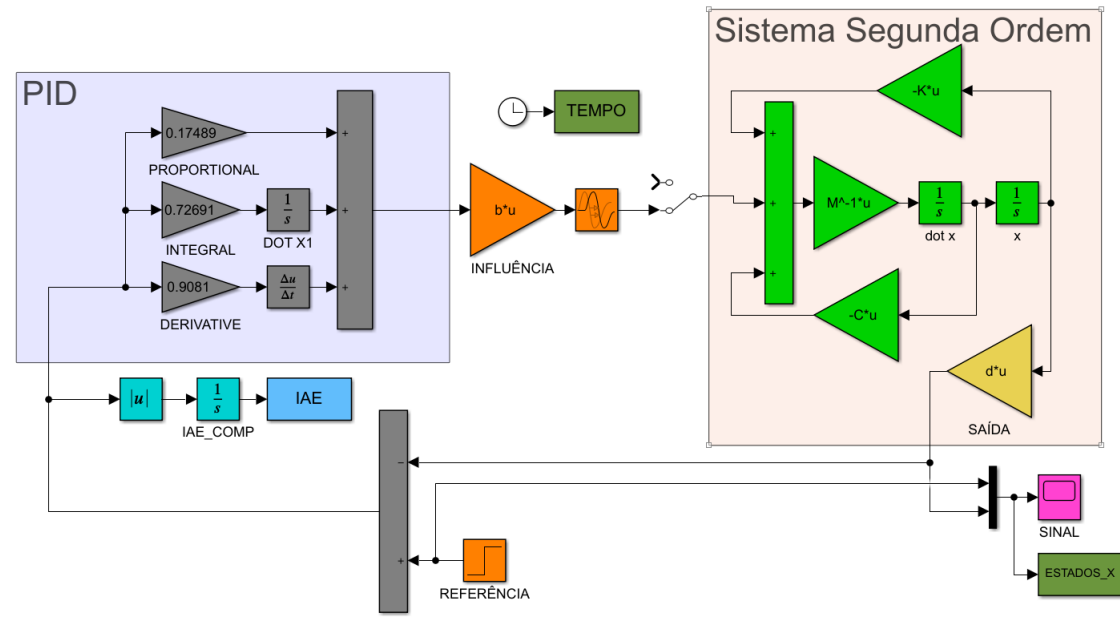 Sistema Segunda Ordem
PID
-K*u
TEMPO
0.17489
+
+
PROPORTIONAL
0.72691
1
s
+
b*u
+
M^-1*u
1
s
1
s
INTEGRAL
DOT X1
dot x
x
INFLUÊNCIA
0.9081
Δu
Δt
+
+
DERIVATIVE
-C*u
d*u
|u|
1
s
IAE
IAE_COMP
SAÍDA
−
SINAL
+
ESTADOS_X
REFERÊNCIA